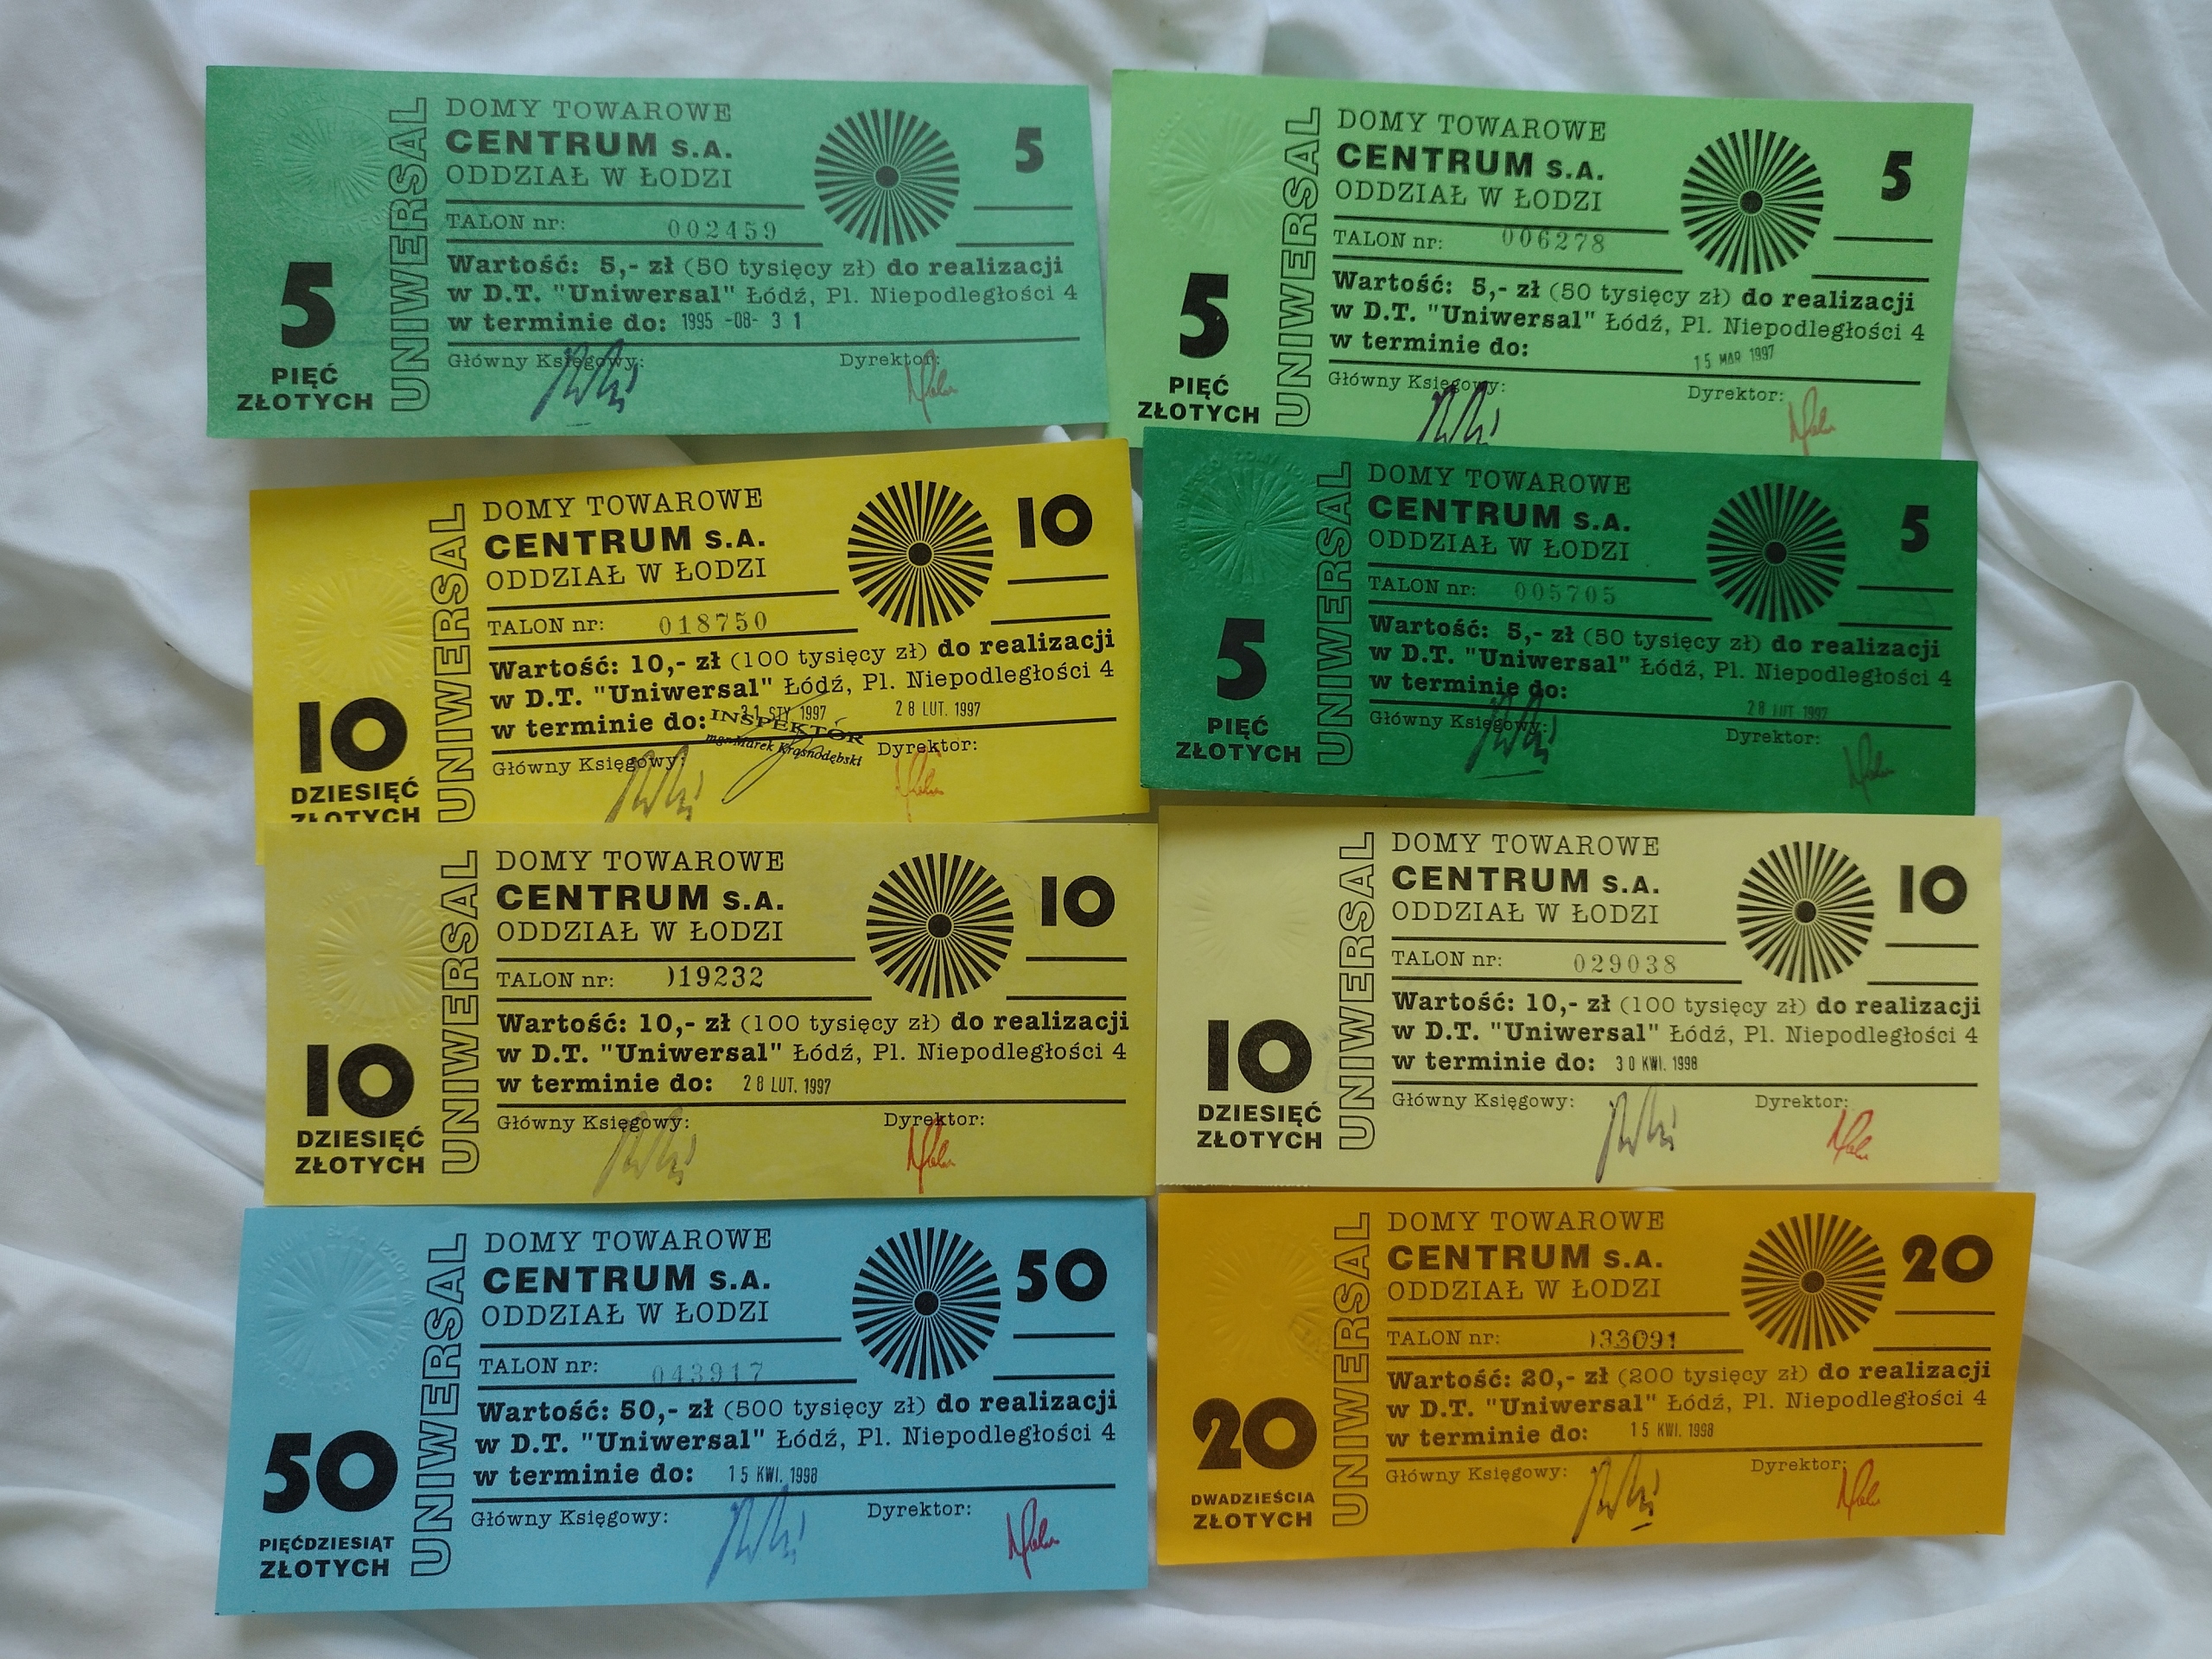 UNIWERSAL
DOMY TOWAROWE
CENTRUM S.A.
ODDZIAŁ W ŁODZI
5
TALON nr: 002459
Wartość: 5,- zł (50 tysięcy zł) do realizacji
w D.T. "Uniwersal" Łódź, Pl. Niepodległości 4
w terminie do: 1995 -08- 3 1
Główny Księgowy: Dyrektor:
5
PIĘĆ
ZŁOTYCH
UNIWERSAL
DOMY TOWAROWE
CENTRUM S.A.
ODDZIAŁ W ŁODZI
5
TALON nr: 006278
Wartość: 5,- zł (50 tysięcy zł) do realizacji
w D.T. "Uniwersal" Łódź, Pl. Niepodległości 4
w terminie do: 15 MAR 1997
Główny Księgowy: Dyrektor:
5
PIĘĆ
ZŁOTYCH
UNIWERSAL
DOMY TOWAROWE
CENTRUM S.A.
ODDZIAŁ W ŁODZI
10
TALON nr: 018750
Wartość: 10,- zł (100 tysięcy zł) do realizacji
w D.T. "Uniwersal" Łódź, Pl. Niepodległości 4
w terminie do: 31 STY 1997 28 LUT. 1997
INSPEKTOR
mgr Marek Krasnodębski
Główny Księgowy: Dyrektor:
10
DZIESIĘĆ
ZŁOTYCH
UNIWERSAL
DOMY TOWAROWE
CENTRUM S.A.
ODDZIAŁ W ŁODZI
5
TALON nr: 005705
Wartość: 5,- zł (50 tysięcy zł) do realizacji
w D.T. "Uniwersal" Łódź, Pl. Niepodległości 4
w terminie do: 28 LUT. 1997
Główny Księgowy: Dyrektor:
5
PIĘĆ
ZŁOTYCH
UNIWERSAL
DOMY TOWAROWE
CENTRUM S.A.
ODDZIAŁ W ŁODZI
10
TALON nr: 19232
Wartość: 10,- zł (100 tysięcy zł) do realizacji
w D.T. "Uniwersal" Łódź, Pl. Niepodległości 4
w terminie do: 28 LUT. 1997
Główny Księgowy: Dyrektor:
10
DZIESIĘĆ
ZŁOTYCH
UNIWERSAL
DOMY TOWAROWE
CENTRUM S.A.
ODDZIAŁ W ŁODZI
10
TALON nr: 029038
Wartość: 10,- zł (100 tysięcy zł) do realizacji
w D.T. "Uniwersal" Łódź, Pl. Niepodległości 4
w terminie do: 30 KWI. 1998
Główny Księgowy: Dyrektor:
10
DZIESIĘĆ
ZŁOTYCH
UNIWERSAL
DOMY TOWAROWE
CENTRUM S.A.
ODDZIAŁ W ŁODZI
50
TALON nr: 043917
Wartość: 50,- zł (500 tysięcy zł) do realizacji
w D.T. "Uniwersal" Łódź, Pl. Niepodległości 4
w terminie do: 15 KWI. 1998
Główny Księgowy: Dyrektor:
50
PIĘĆDZIESIĄT
ZŁOTYCH
UNIWERSAL
DOMY TOWAROWE
CENTRUM S.A.
ODDZIAŁ W ŁODZI
20
TALON nr: 33091
Wartość: 20,- zł (200 tysięcy zł) do realizacji
w D.T. "Uniwersal" Łódź, Pl. Niepodległości 4
w terminie do: 15 KWI. 1998
Główny Księgowy: Dyrektor:
20
DWADZIEŚCIA
ZŁOTYCH